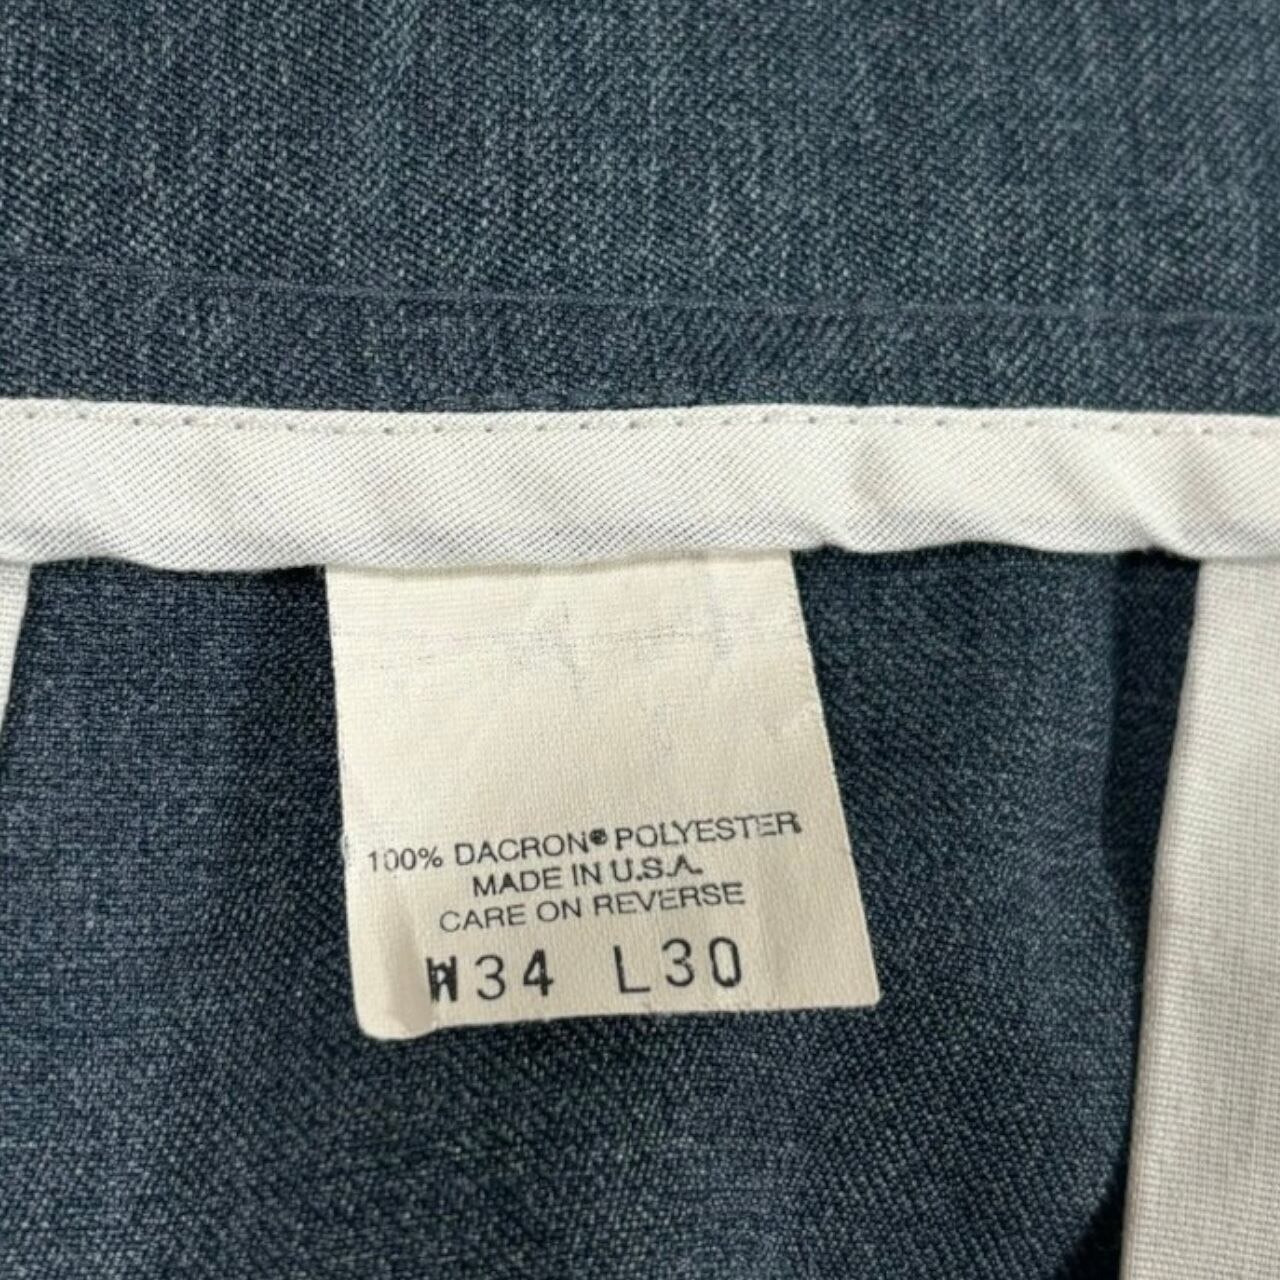 100% DACRON® POLYESTER
MADE IN U.S.A.
CARE ON REVERSE
W34 L30